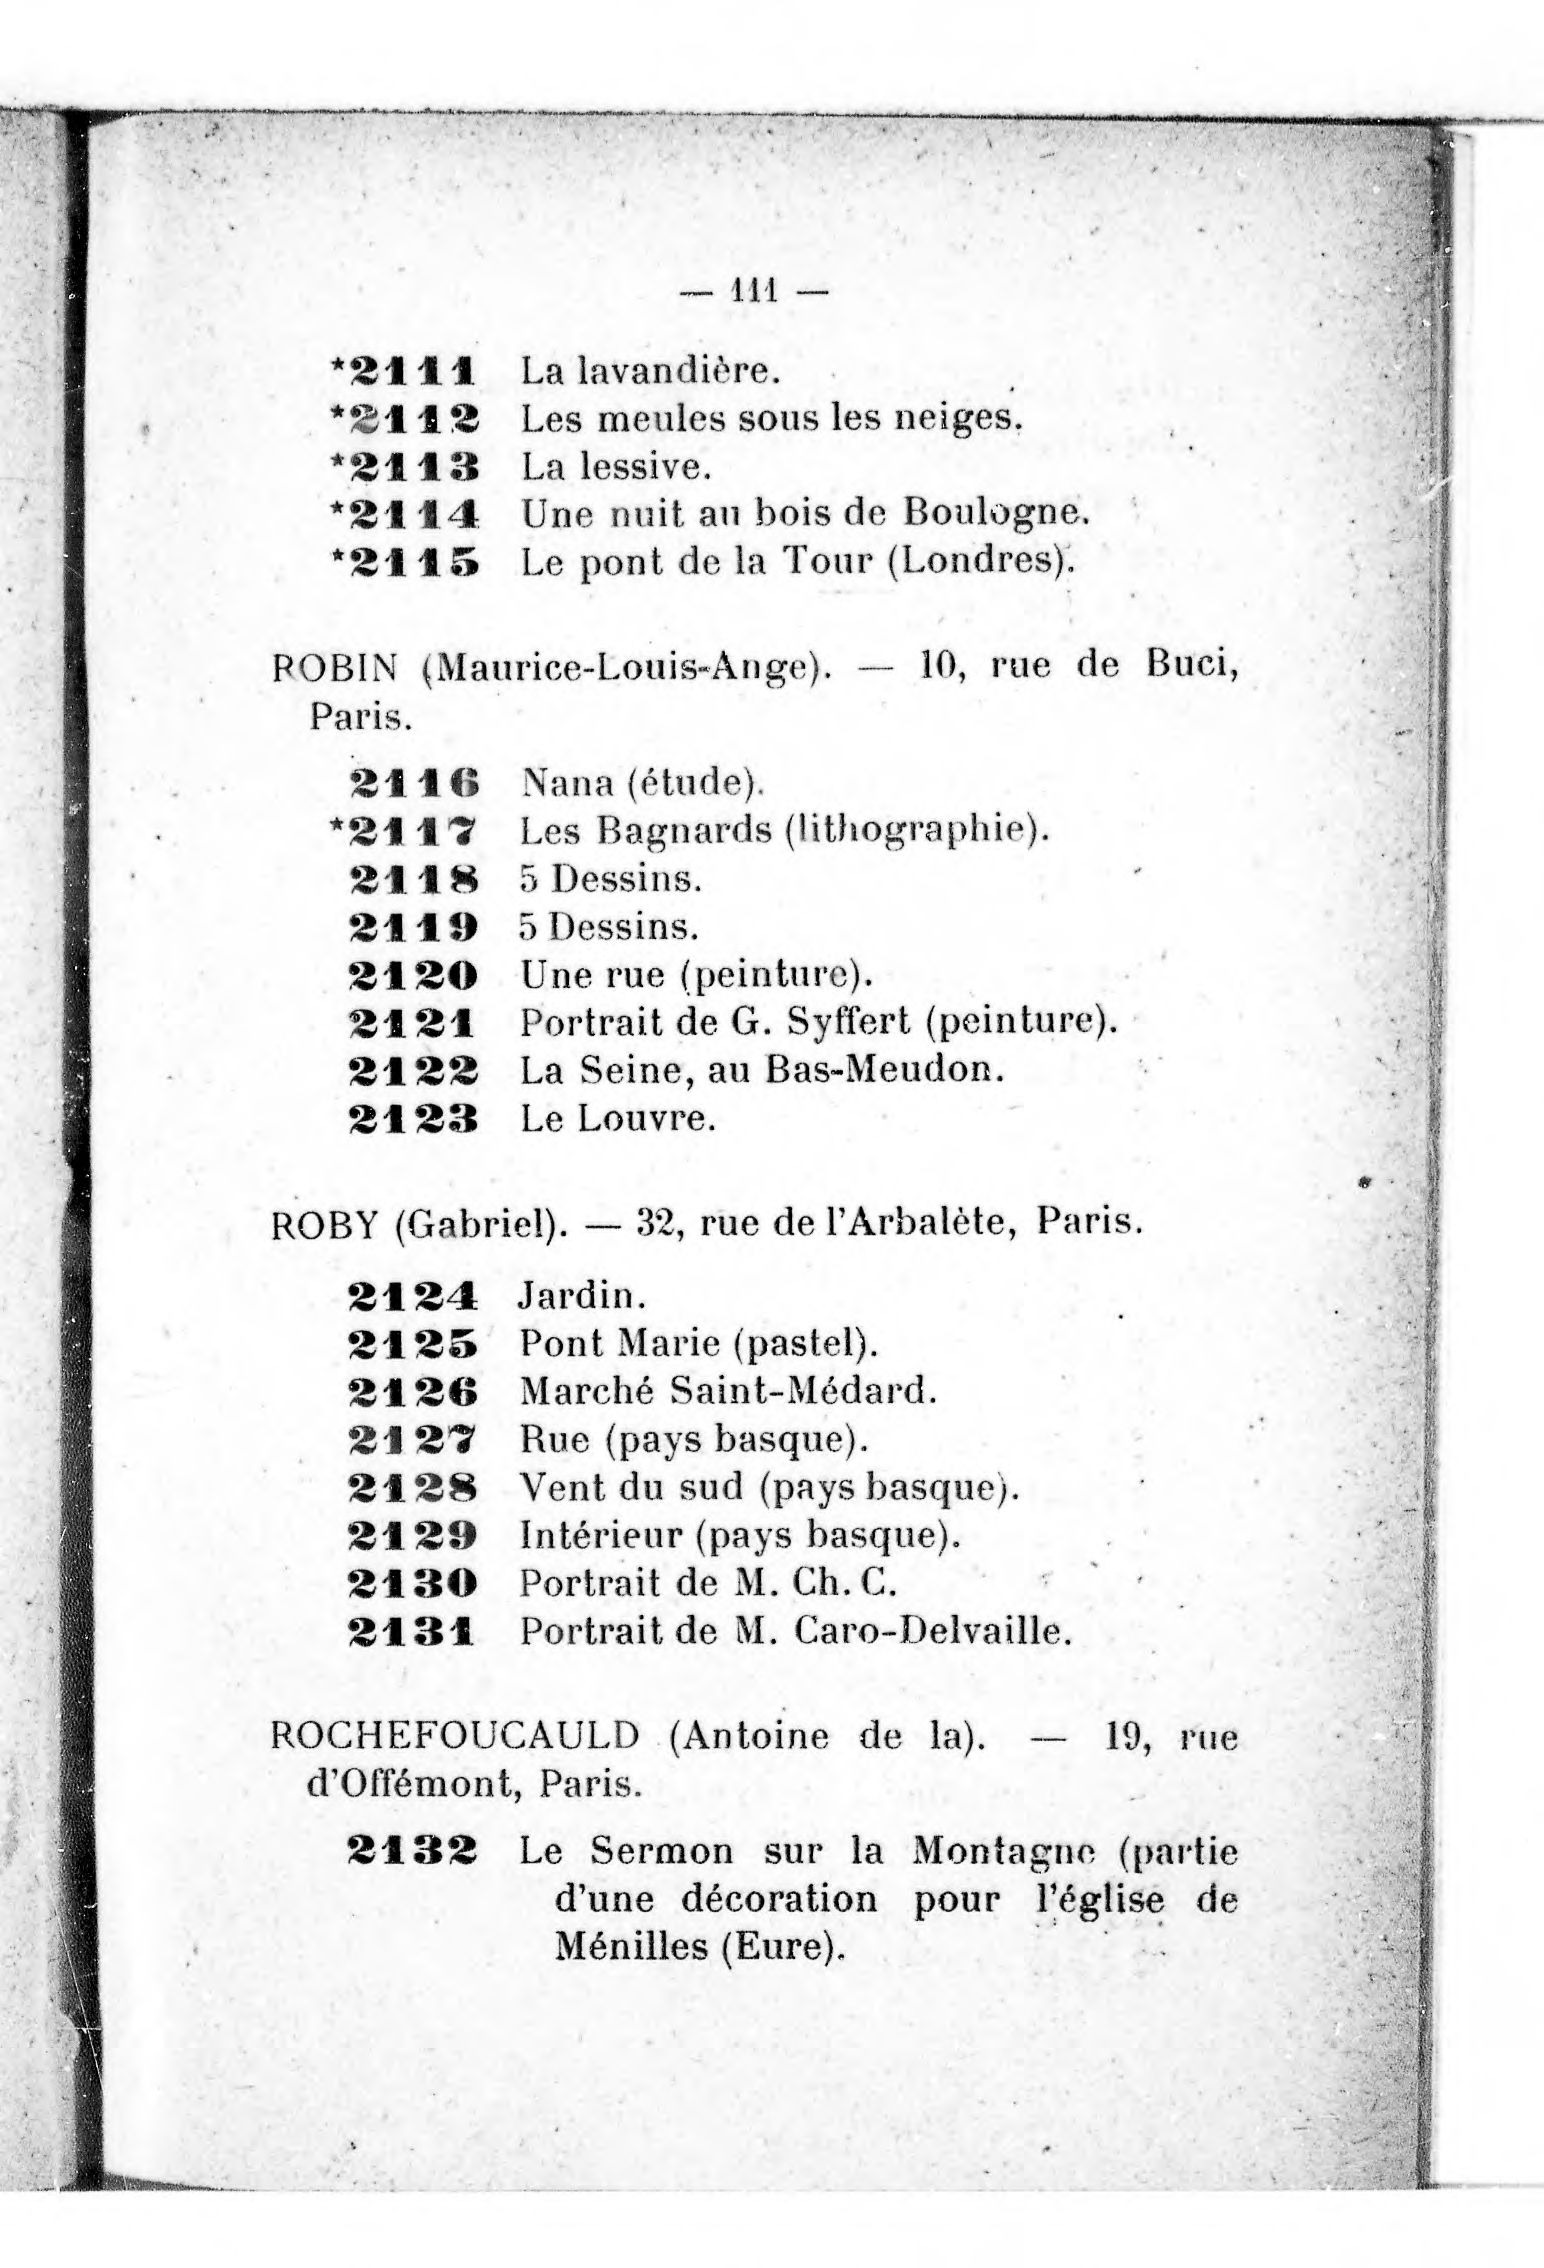 — 111 —
*2111 La lavandière.
*2112 Les meules sous les neiges.
*2113 La lessive.
*2114 Une nuit au bois de Boulogne.
*2115 Le pont de la Tour (Londres).
ROBIN (Maurice-Louis-Ange). — 10, rue de Buci,
Paris.
2116 Nana (étude).
*2117 Les Bagnards (lithographie).
2118 5 Dessins.
2119 5 Dessins.
2120 Une rue (peinture).
2121 Portrait de G. Syffert (peinture).
2122 La Seine, au Bas-Meudon.
2123 Le Louvre.
ROBY (Gabriel). — 32, rue de l'Arbalète, Paris.
2124 Jardin.
2125 Pont Marie (pastel).
2126 Marché Saint-Médard.
2127 Rue (pays basque).
2128 Vent du sud (pays basque).
2129 Intérieur (pays basque).
2130 Portrait de M. Ch. C.
2131 Portrait de M. Caro-Delvaille.
ROCHEFOUCAULD (Antoine de la). — 19, rue
d'Offémont, Paris.
2132 Le Sermon sur la Montagne (partie
d'une décoration pour l'église de
Ménilles (Eure).